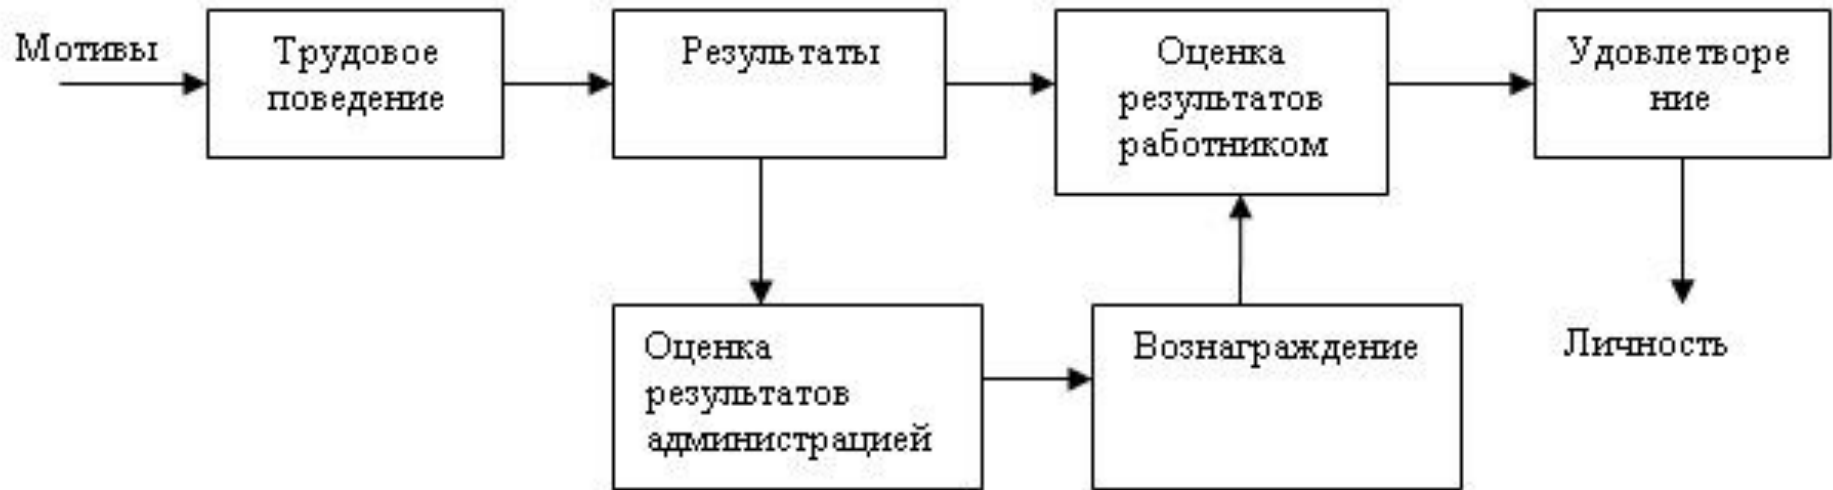 Мотивы
Трудовое
поведение
Результаты
Оценка
результатов
работником
Удовлетворе
ние
Оценка
результатов
администрацией
Вознаграждение
Личность